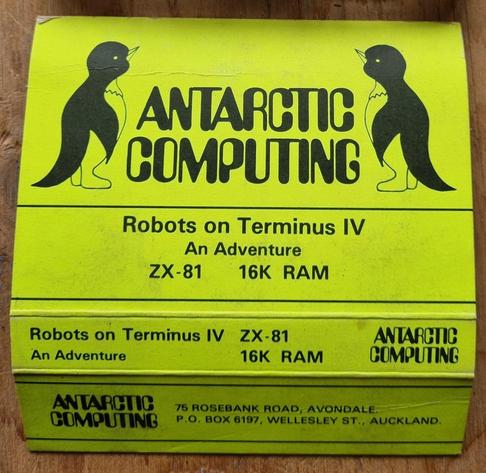 ANTARCTIC
COMPUTING
Robots on Terminus IV
An Adventure
ZX-81 16K RAM
Robots on Terminus IV ZX-81
An Adventure 16K RAM
ANTARCTIC
COMPUTING
ANTARCTIC
COMPUTING
75 ROSEBANK ROAD, AVONDALE.
P.O. BOX 6197, WELLESLEY ST., AUCKLAND.